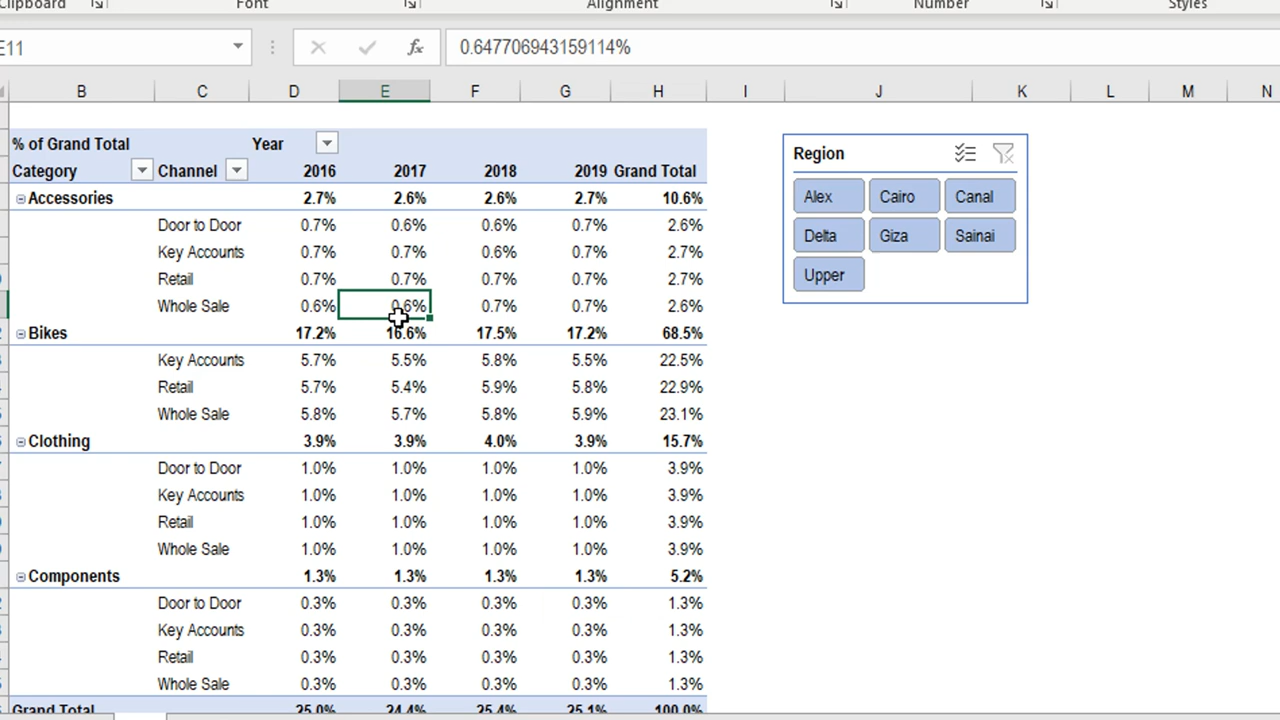 Clipboard Font Alignment Number Styles
E11 fx 0.647706943159114%
B C D E F G H I J K L M N
% of Grand Total Year
Category Channel 2016 2017 2018 2019 Grand Total
Accessories 2.7% 2.6% 2.6% 2.7% 10.6%
Door to Door 0.7% 0.6% 0.6% 0.7% 2.6%
Key Accounts 0.7% 0.7% 0.6% 0.7% 2.7%
Retail 0.7% 0.7% 0.7% 0.7% 2.7%
Whole Sale 0.6% 0.6% 0.7% 0.7% 2.6%
Bikes 17.2% 16.6% 17.5% 17.2% 68.5%
Key Accounts 5.7% 5.5% 5.8% 5.5% 22.5%
Retail 5.7% 5.4% 5.9% 5.8% 22.9%
Whole Sale 5.8% 5.7% 5.8% 5.9% 23.1%
Clothing 3.9% 3.9% 4.0% 3.9% 15.7%
Door to Door 1.0% 1.0% 1.0% 1.0% 3.9%
Key Accounts 1.0% 1.0% 1.0% 1.0% 3.9%
Retail 1.0% 1.0% 1.0% 1.0% 3.9%
Whole Sale 1.0% 1.0% 1.0% 1.0% 3.9%
Components 1.3% 1.3% 1.3% 1.3% 5.2%
Door to Door 0.3% 0.3% 0.3% 0.3% 1.3%
Key Accounts 0.3% 0.3% 0.3% 0.3% 1.3%
Retail 0.3% 0.3% 0.3% 0.3% 1.3%
Whole Sale 0.3% 0.3% 0.3% 0.3% 1.3%
Grand Total 25.0% 24.4% 25.4% 25.1% 100.0%
Region
Alex Cairo Canal
Delta Giza Sainai
Upper